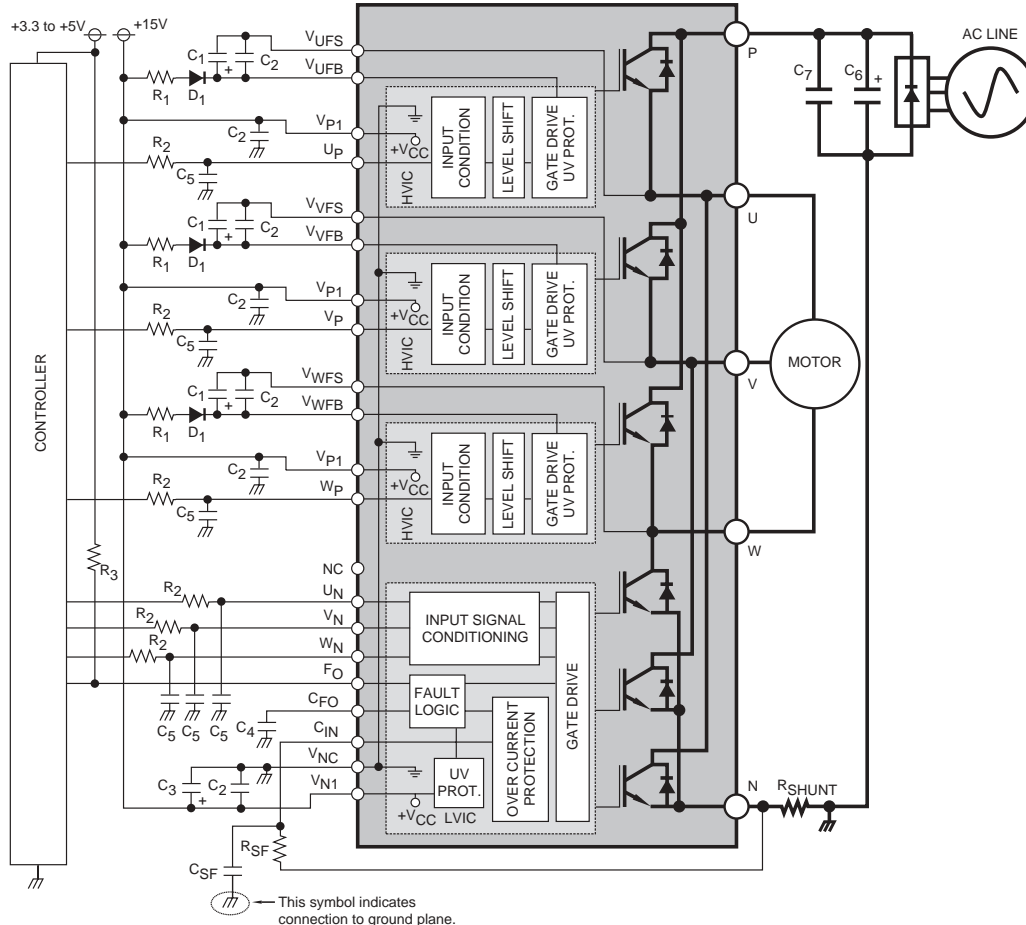 +3.3 to +5V
+15V
CONTROLLER
C1
+
C2
VUFS
VUFB
R1
D1
C2
VP1
R2
UP
C5
HVIC
+VCC
INPUT CONDITION
LEVEL SHIFT
GATE DRIVE UV PROT.
C1
+
C2
VVFS
VVFB
R1
D1
C2
VP1
R2
VP
C5
HVIC
+VCC
INPUT CONDITION
LEVEL SHIFT
GATE DRIVE UV PROT.
C1
+
C2
VWFS
VWFB
R1
D1
C2
VP1
R2
WP
C5
HVIC
+VCC
INPUT CONDITION
LEVEL SHIFT
GATE DRIVE UV PROT.
R3
NC
R2
UN
R2
VN
R2
WN
FO
C5
C5
C5
C4
CFO
CIN
VNC
VN1
C3
+
C2
INPUT SIGNAL
CONDITIONING
FAULT
LOGIC
UV
PROT.
+VCC
LVIC
OVER CURRENT
PROTECTION
GATE DRIVE
P
U
V
W
N
C7
C6
+
AC LINE
MOTOR
RSHUNT
RSF
CSF
This symbol indicates
connection to ground plane.